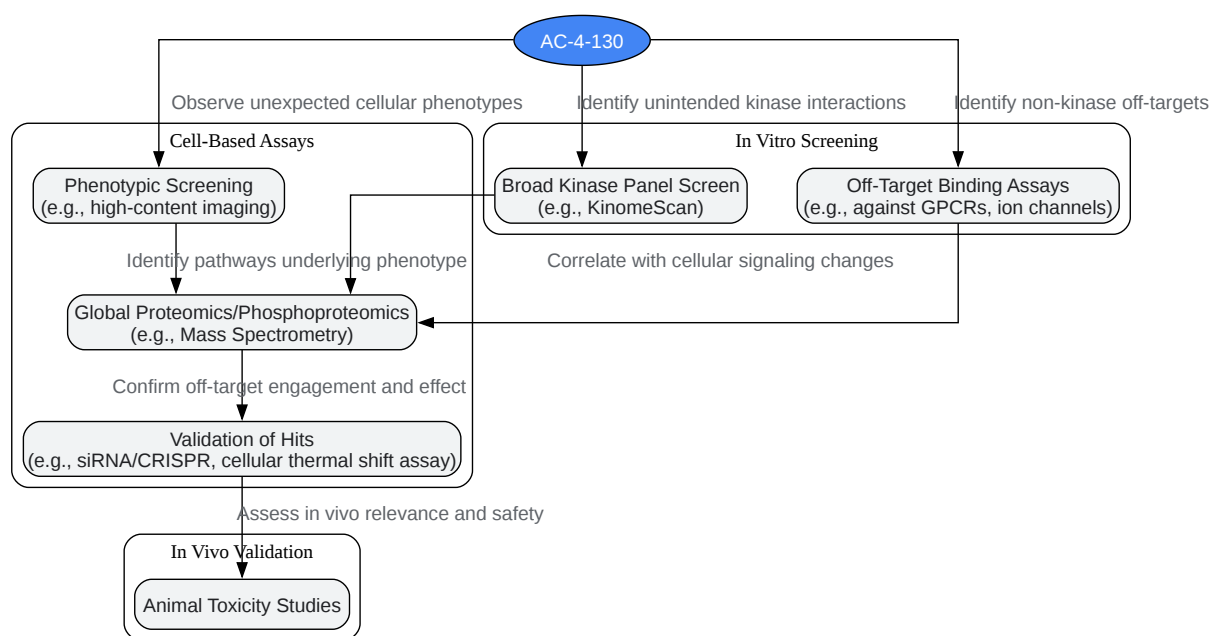 AC-4-130
Observe unexpected cellular phenotypes
Identify unintended kinase interactions
Identify non-kinase off-targets
Cell-Based Assays
In Vitro Screening
Phenotypic Screening
(e.g., high-content imaging)
Broad Kinase Panel Screen
(e.g., KinomeScan)
Off-Target Binding Assays
(e.g., against GPCRs, ion channels)
Identify pathways underlying phenotype
Correlate with cellular signaling changes
Global Proteomics/Phosphoproteomics
(e.g., Mass Spectrometry)
Confirm off-target engagement and effect
Validation of Hits
(e.g., siRNA/CRISPR, cellular thermal shift assay)
Assess in vivo relevance and safety
In Vivo Validation
Animal Toxicity Studies